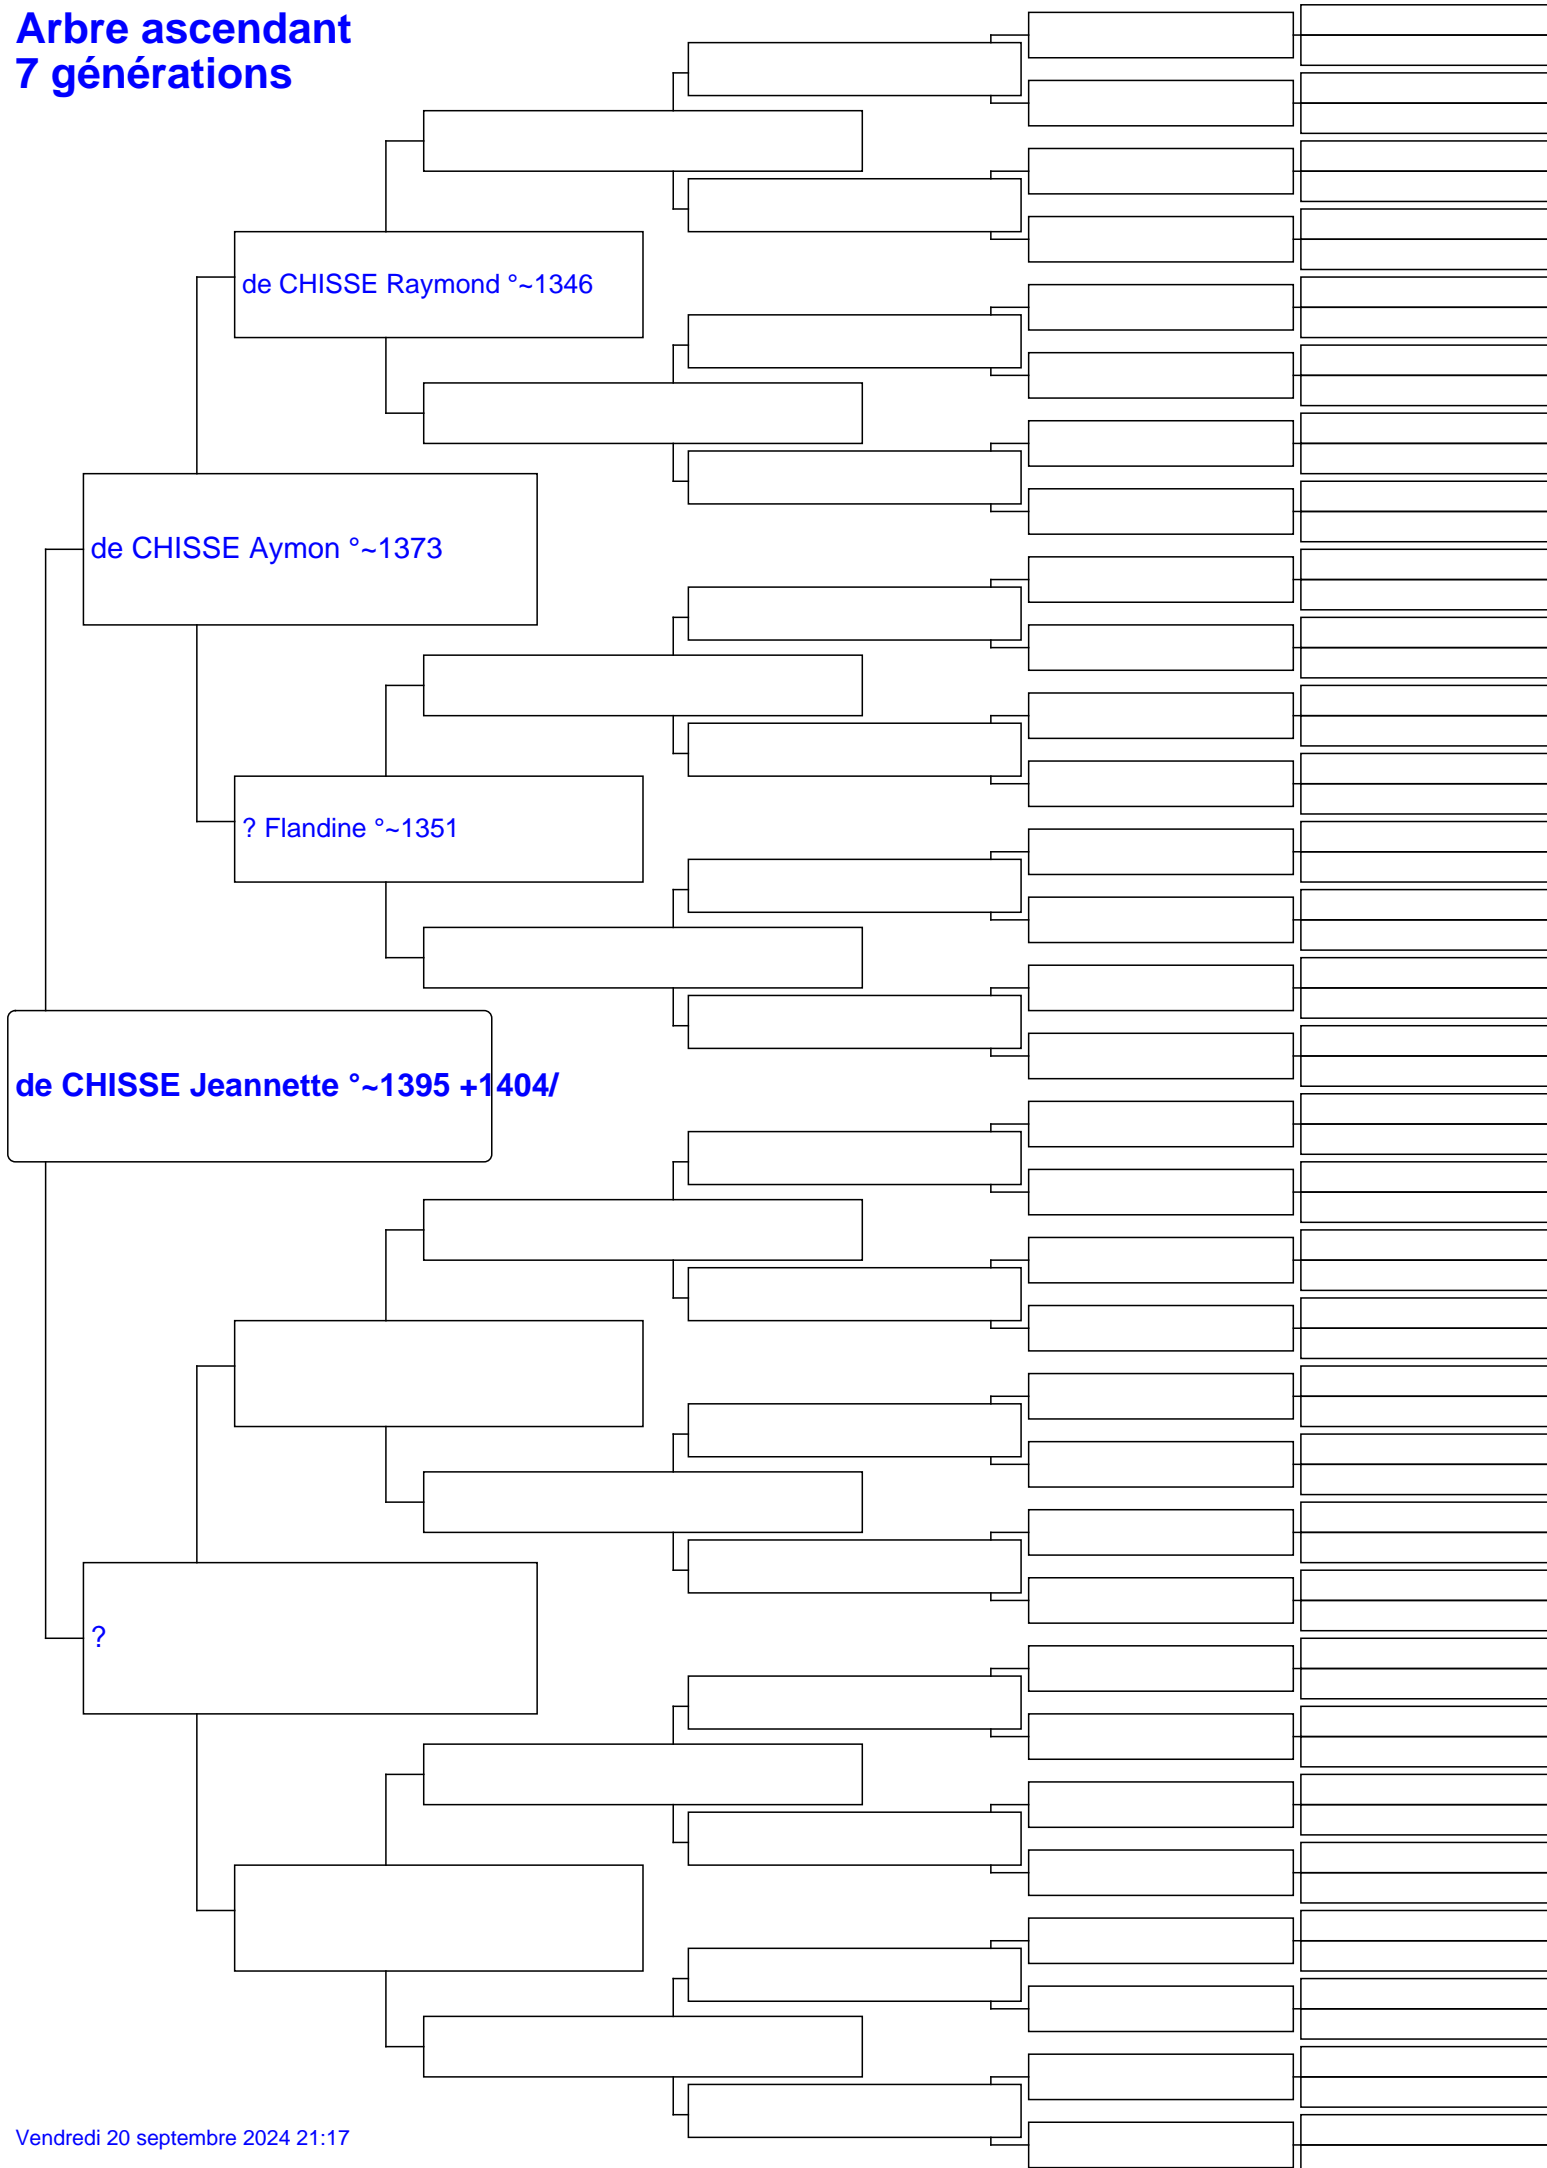 Arbre ascendant
7 générations
de CHISSE Raymond °~1346
de CHISSE Aymon °~1373
? Flandine °~1351
de CHISSE Jeannette °~1395 +1404/
?
Vendredi 20 septembre 2024 21:17